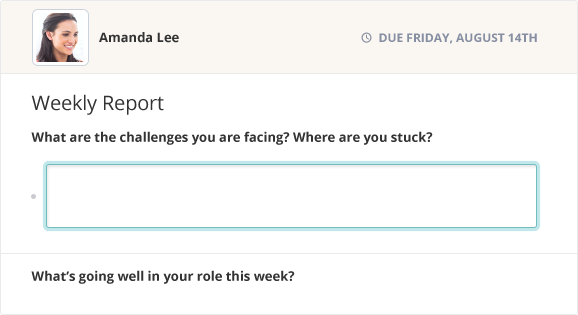 Amanda Lee
DUE FRIDAY, AUGUST 14TH
Weekly Report
What are the challenges you are facing? Where are you stuck?
What’s going well in your role this week?